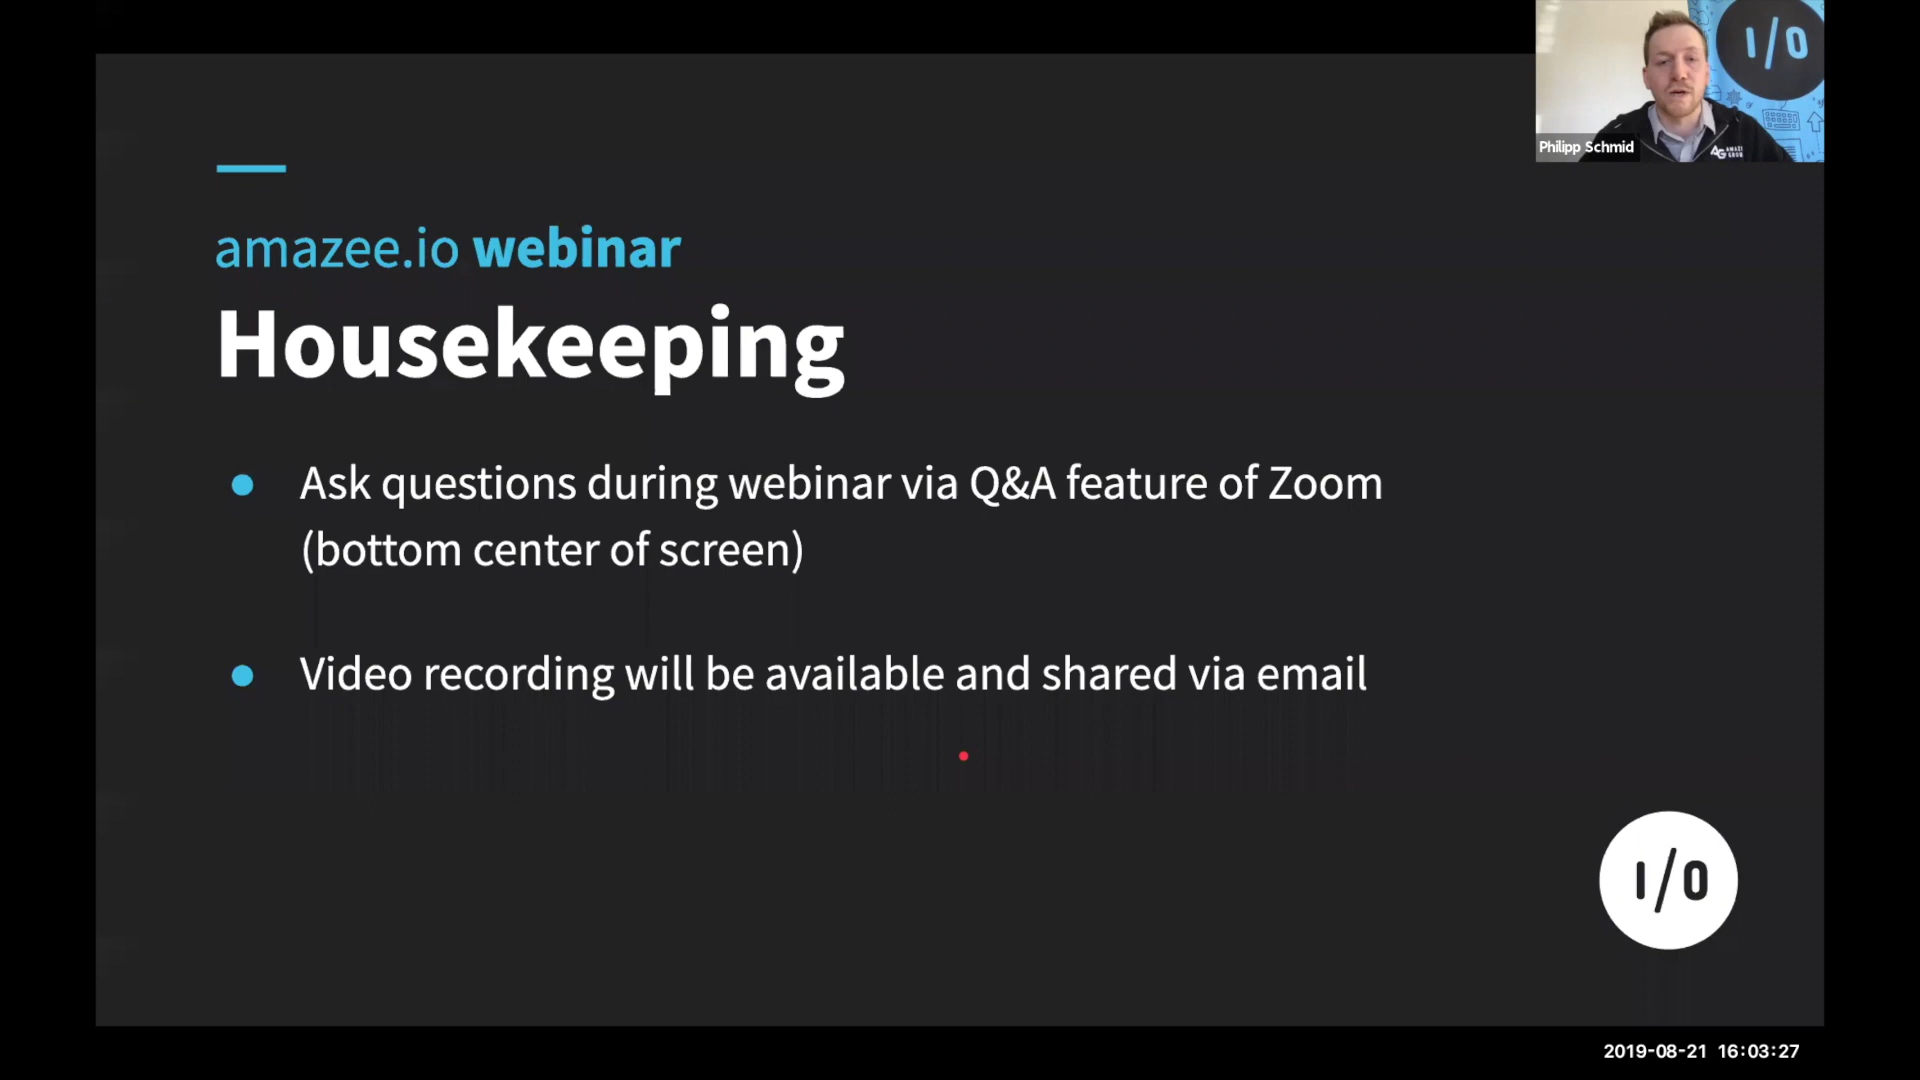 I/O
Philipp Schmid
amazee.io webinar
Housekeeping
Ask questions during webinar via Q&A feature of Zoom
(bottom center of screen)
Video recording will be available and shared via email
I/O
2019-08-21 16:03:27